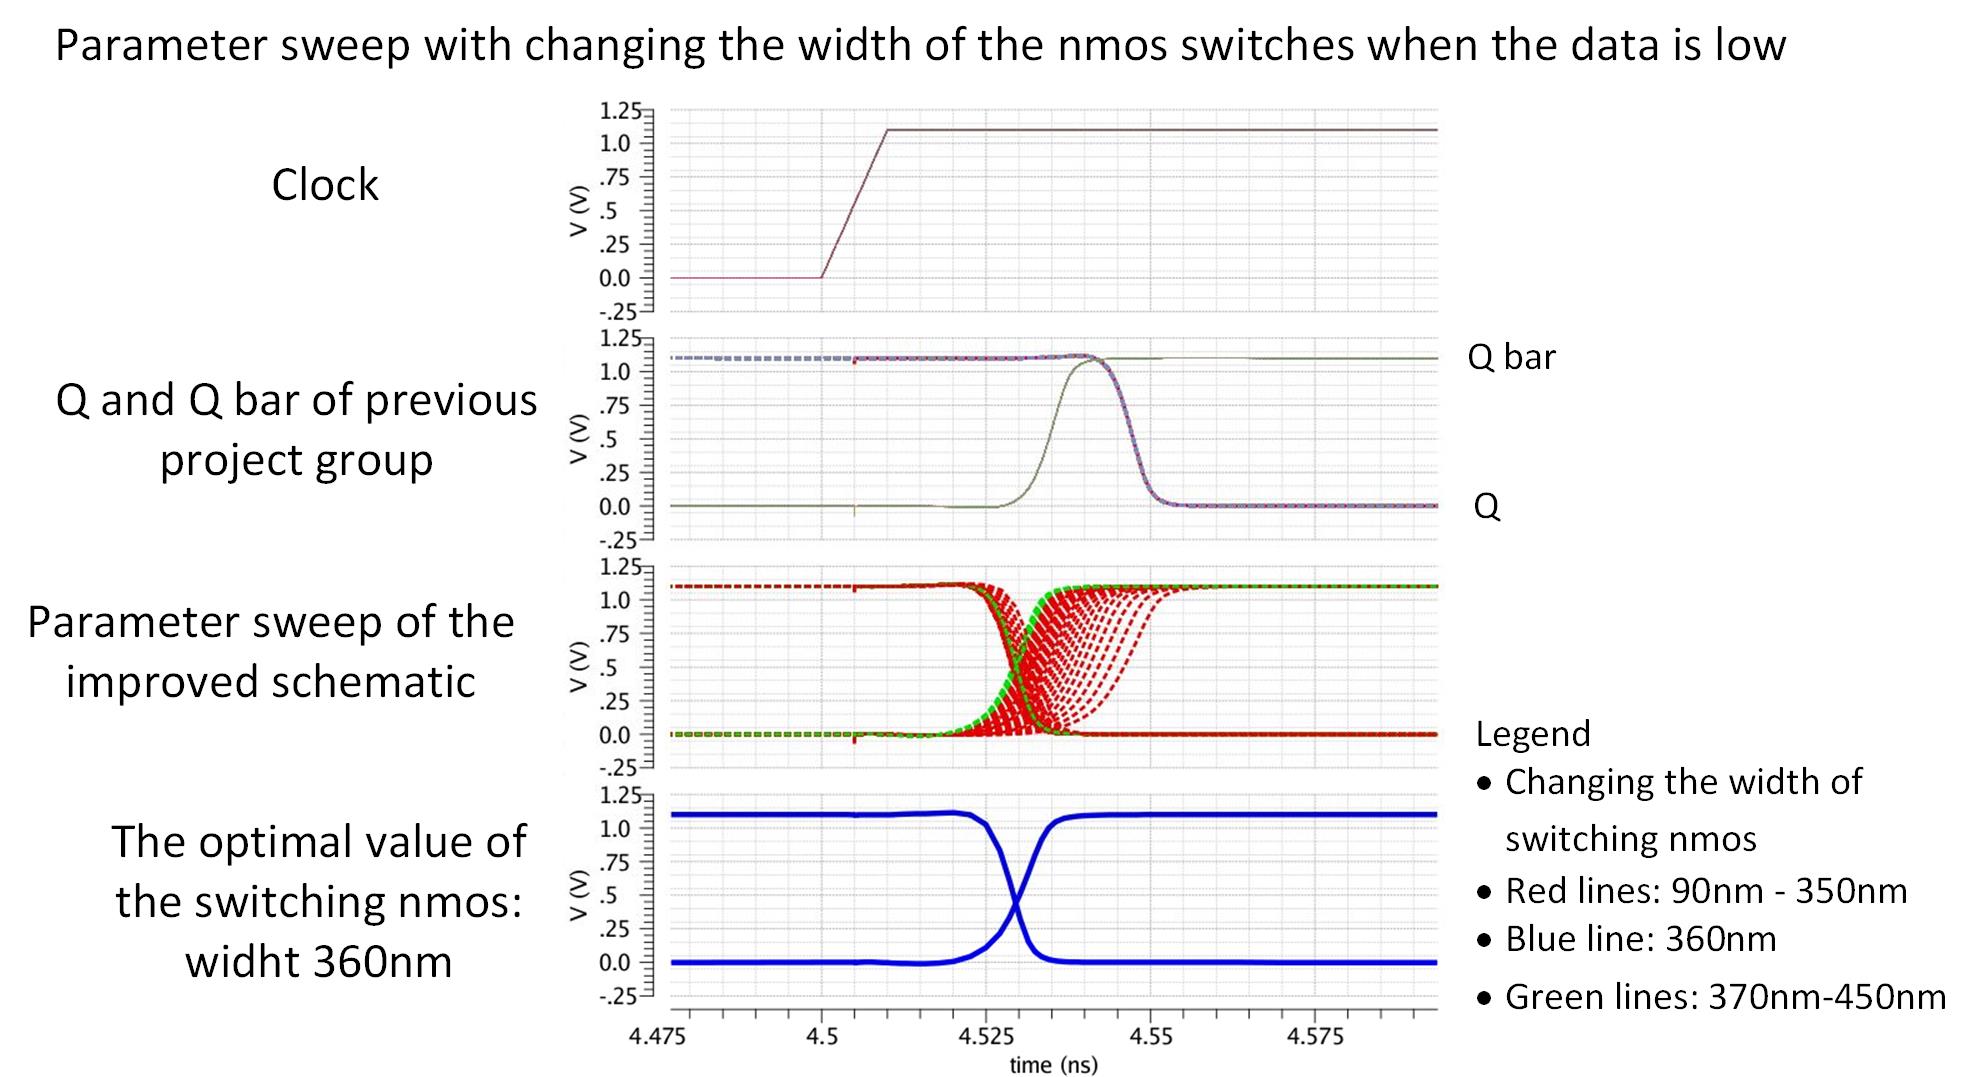 Parameter sweep with changing the width of the nmos switches when the data is low
Clock
1.25
1.0
.75
.5
.25
0.0
-.25
V (V)
Q and Q bar of previous
project group
1.25
1.0
.75
.5
.25
0.0
-.25
V (V)
Q bar
Q
Parameter sweep of the
improved schematic
1.25
1.0
.75
.5
.25
0.0
-.25
V (V)
The optimal value of
the switching nmos:
widht 360nm
1.25
1.0
.75
.5
.25
0.0
-.25
V (V)
4.475 4.5 4.525 4.55 4.575
time (ns)
Legend
• Changing the width of
switching nmos
• Red lines: 90nm - 350nm
• Blue line: 360nm
• Green lines: 370nm-450nm